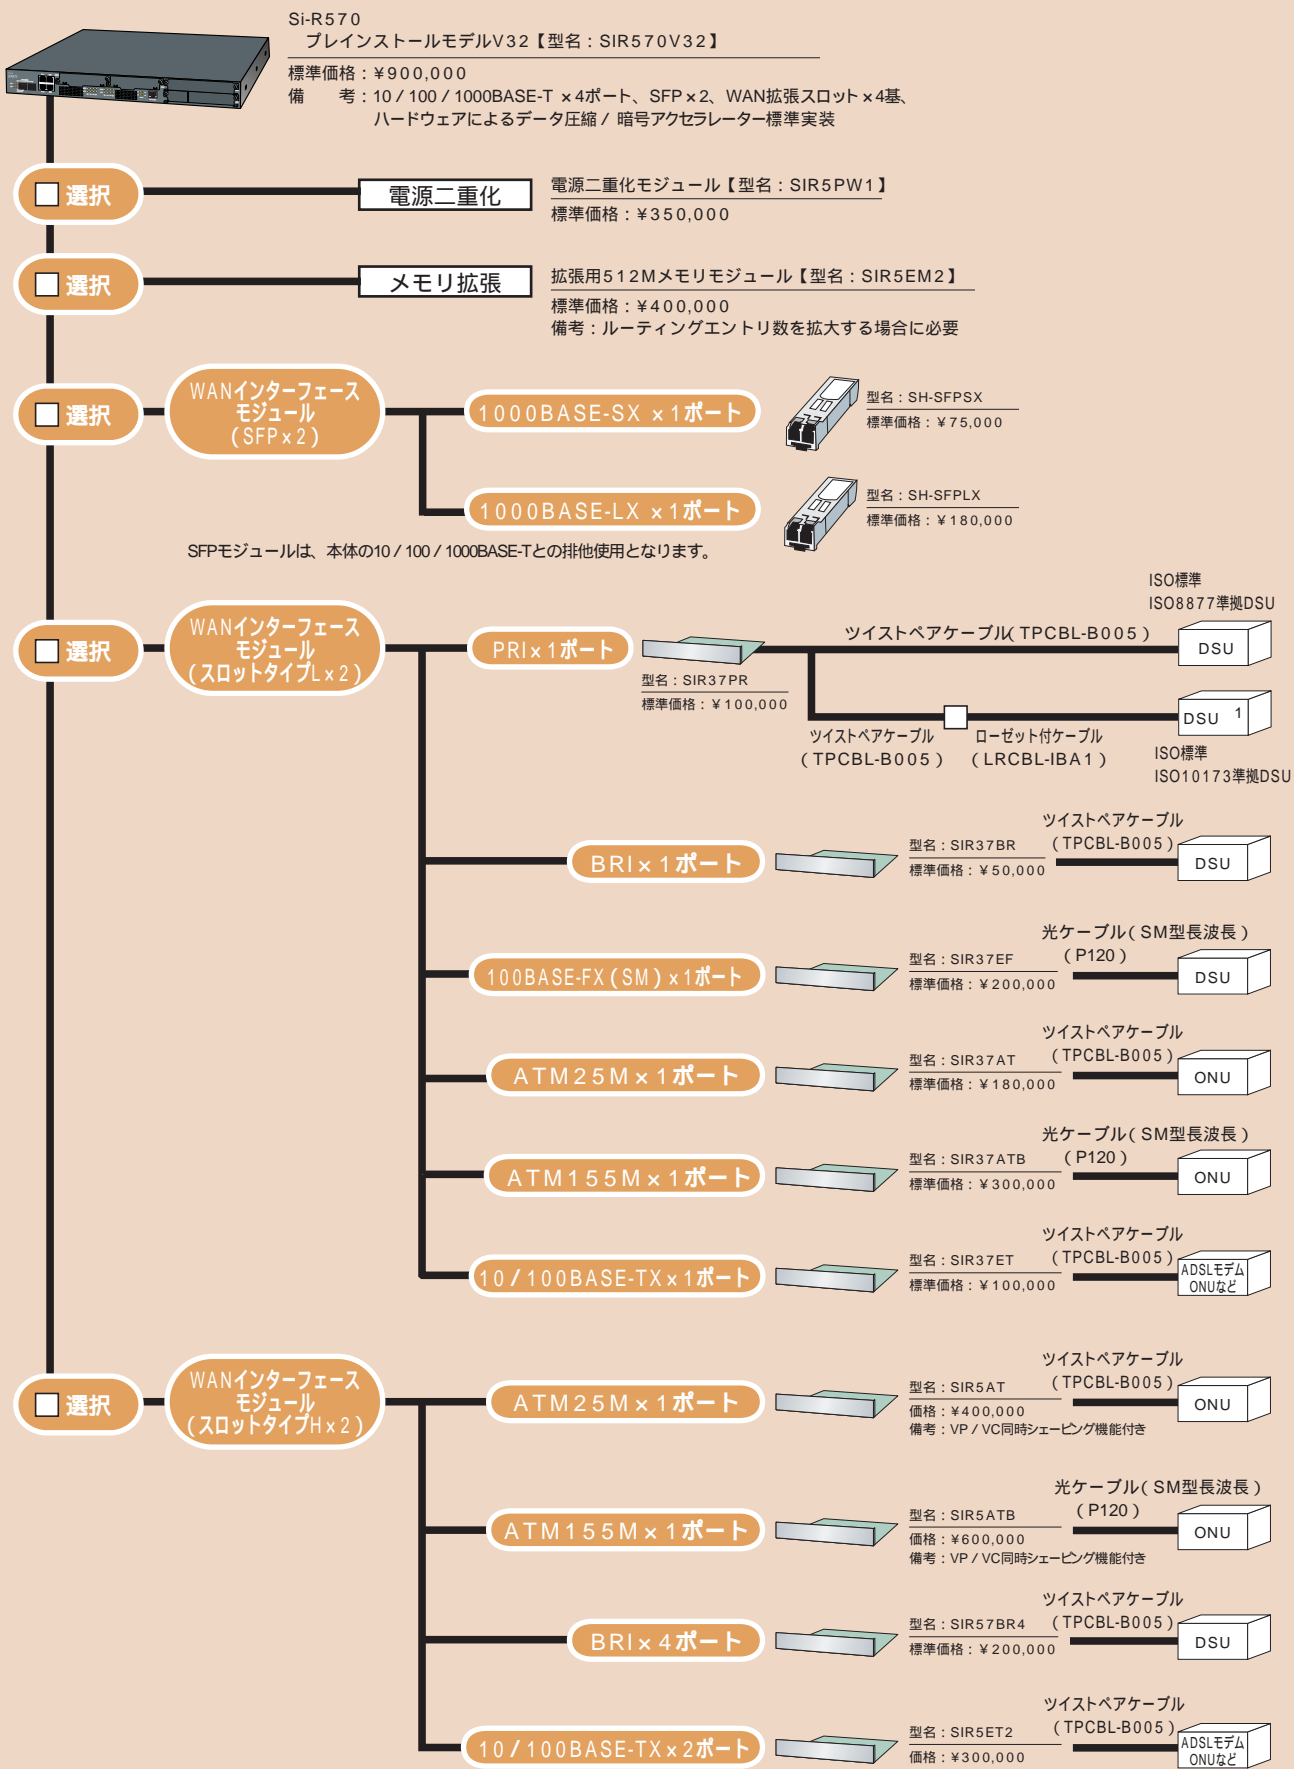 Si-R570
プレインストールモデルV32【型名：SIR570V32】
標準価格：¥900,000
備　考：10／100／1000BASE-T ×4ポート、SFP×2、WAN拡張スロット×4基、
ハードウェアによるデータ圧縮／暗号アクセラレーター標準実装
□選択
電源二重化
電源二重化モジュール【型名：SIR5PW1】
標準価格：¥350,000
□選択
メモリ拡張
拡張用512Mメモリモジュール【型名：SIR5EM2】
標準価格：¥400,000
備考：ルーティングエントリ数を拡大する場合に必要
□選択
WANインターフェース
モジュール
（SFP×2）
1000BASE-SX ×1ポート
型名：SH-SFPSX
標準価格：¥75,000
1000BASE-LX ×1ポート
型名：SH-SFPLX
標準価格：¥180,000
SFPモジュールは、本体の10／100／1000BASE-Tとの排他使用となります。
□選択
WANインターフェース
モジュール
（スロットタイプL×2）
PRI×1ポート
型名：SIR37PR
標準価格：¥100,000
ツイストペアケーブル（TPCBL-B005）
ISO標準
ISO8877準拠DSU
DSU
ツイストペアケーブル
（TPCBL-B005）
ローゼット付ケーブル
（LRCBL-IBA1）
DSU 1
ISO標準
ISO10173準拠DSU
BRI×1ポート
型名：SIR37BR
標準価格：¥50,000
ツイストペアケーブル
（TPCBL-B005）
DSU
100BASE-FX（SM）×1ポート
型名：SIR37EF
標準価格：¥200,000
光ケーブル（SM型長波長）
（P120）
DSU
ATM25M×1ポート
型名：SIR37AT
標準価格：¥180,000
ツイストペアケーブル
（TPCBL-B005）
ONU
ATM155M×1ポート
型名：SIR37ATB
標準価格：¥300,000
光ケーブル（SM型長波長）
（P120）
ONU
10/100BASE-TX×1ポート
型名：SIR37ET
標準価格：¥100,000
ツイストペアケーブル
（TPCBL-B005）
ADSLモデム
ONUなど
□選択
WANインターフェース
モジュール
（スロットタイプH×2）
ATM25M×1ポート
型名：SIR5AT
価格：¥400,000
備考：VP／VC同時シェーピング機能付き
ツイストペアケーブル
（TPCBL-B005）
ONU
ATM155M×1ポート
型名：SIR5ATB
価格：¥600,000
備考：VP／VC同時シェーピング機能付き
光ケーブル（SM型長波長）
（P120）
ONU
BRI×4ポート
型名：SIR57BR4
標準価格：¥200,000
ツイストペアケーブル
（TPCBL-B005）
DSU
10/100BASE-TX×2ポート
型名：SIR5ET2
価格：¥300,000
ツイストペアケーブル
（TPCBL-B005）
ADSLモデム
ONUなど